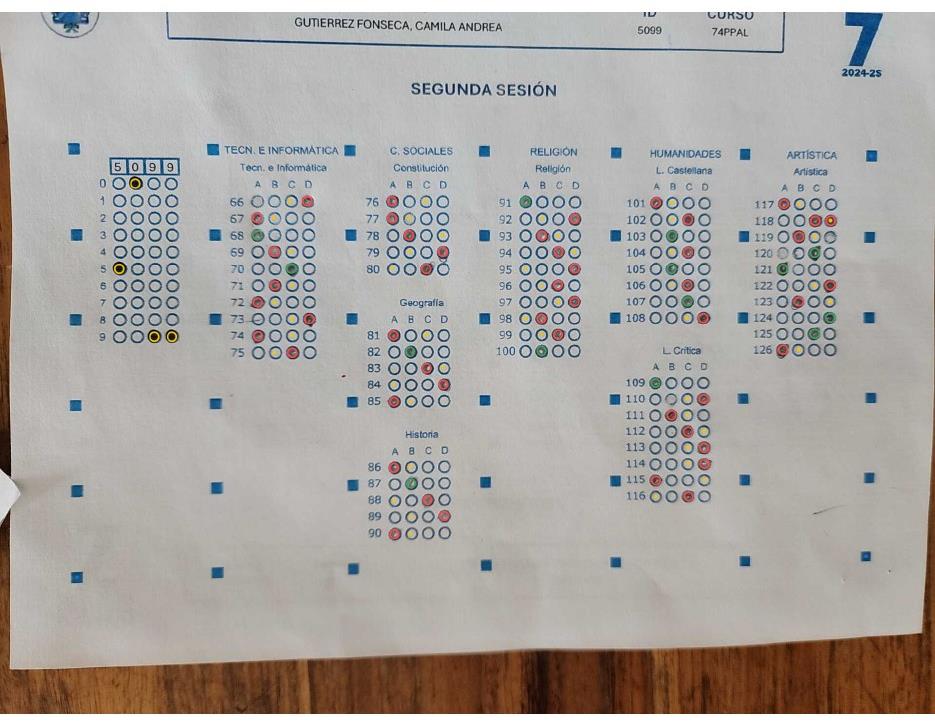 ID CURSO
GUTIERREZ FONSECA, CAMILA ANDREA 5099 74PPAL
7
2024-25
SEGUNDA SESIÓN
5 0 9 9
0
1
2
3
4
5
6
7
8
9
TECN. E INFORMÁTICA
Tecn. e Informática
A B C D
66
67
68
69
70
71
72
73
74
75
C. SOCIALES
Constitución
A B C D
76
77
78
79
80
Geografía
A B C D
81
82
83
84
85
Historia
A B C D
86
87
88
89
90
RELIGIÓN
Religión
A B C D
91
92
93
94
95
96
97
98
99
100
HUMANIDADES
L. Castellana
A B C D
101
102
103
104
105
106
107
108
L. Crítica
A B C D
109
110
111
112
113
114
115
116
ARTÍSTICA
Artística
A B C D
117
118
119
120
121
122
123
124
125
126